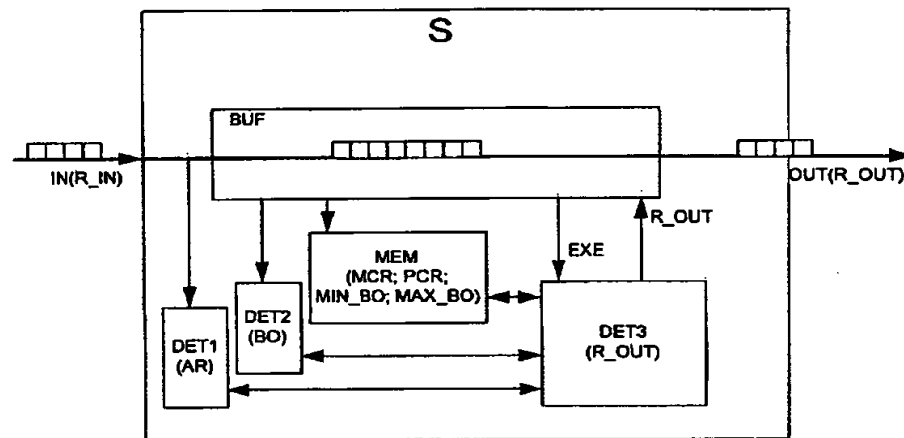 S
BUF
IN(R_IN)
OUT(R_OUT)
R_OUT
EXE
MEM
(MCR; PCR;
MIN_BO; MAX_BO)
DET2
(BO)
DET3
(R_OUT)
DET1
(AR)